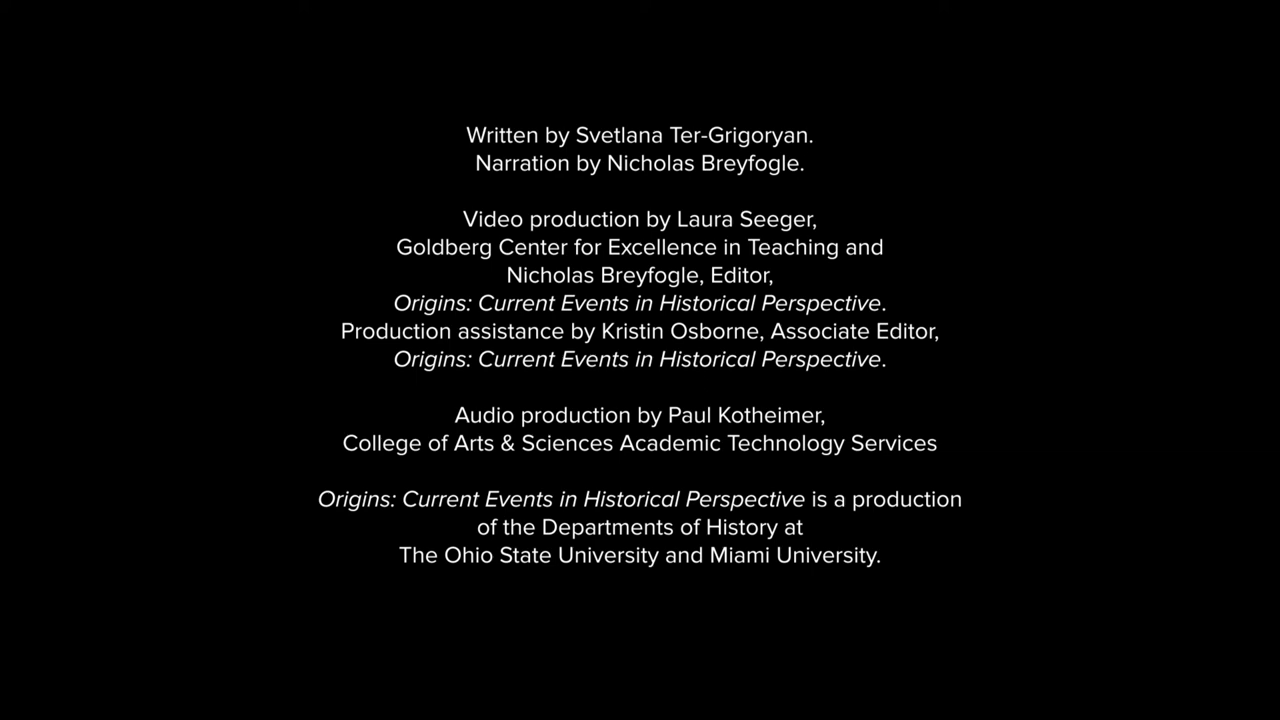 Written by Svetlana Ter-Grigoryan.
Narration by Nicholas Breyfogle.
Video production by Laura Seeger,
Goldberg Center for Excellence in Teaching and
Nicholas Breyfogle, Editor,
Origins: Current Events in Historical Perspective.
Production assistance by Kristin Osborne, Associate Editor,
Origins: Current Events in Historical Perspective.
Audio production by Paul Kotheimer,
College of Arts & Sciences Academic Technology Services
Origins: Current Events in Historical Perspective is a production
of the Departments of History at
The Ohio State University and Miami University.